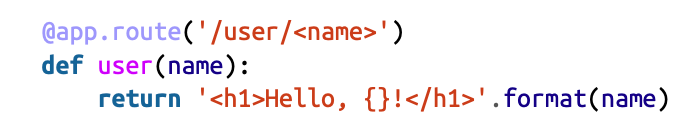 @app.route('/user/<name>')
def user(name):
    return '<h1>Hello, {}!</h1>'.format(name)